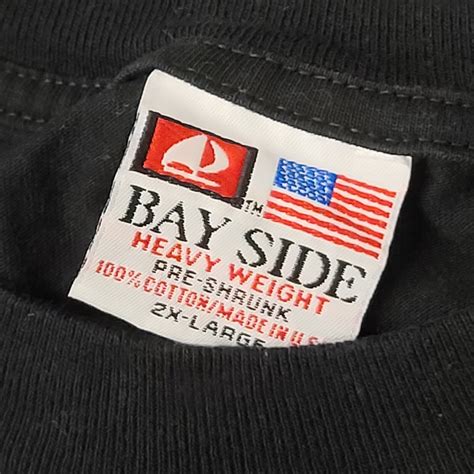 TM
BAY SIDE
HEAVY WEIGHT
PRE-SHRUNK
100% COTTON/MADE IN U.S
2X-LARGE